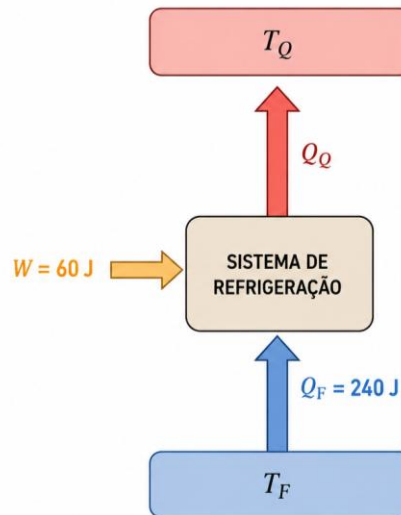 T_Q
Q_Q
W = 60 J
SISTEMA DE
REFRIGERAÇÃO
Q_F = 240 J
T_F